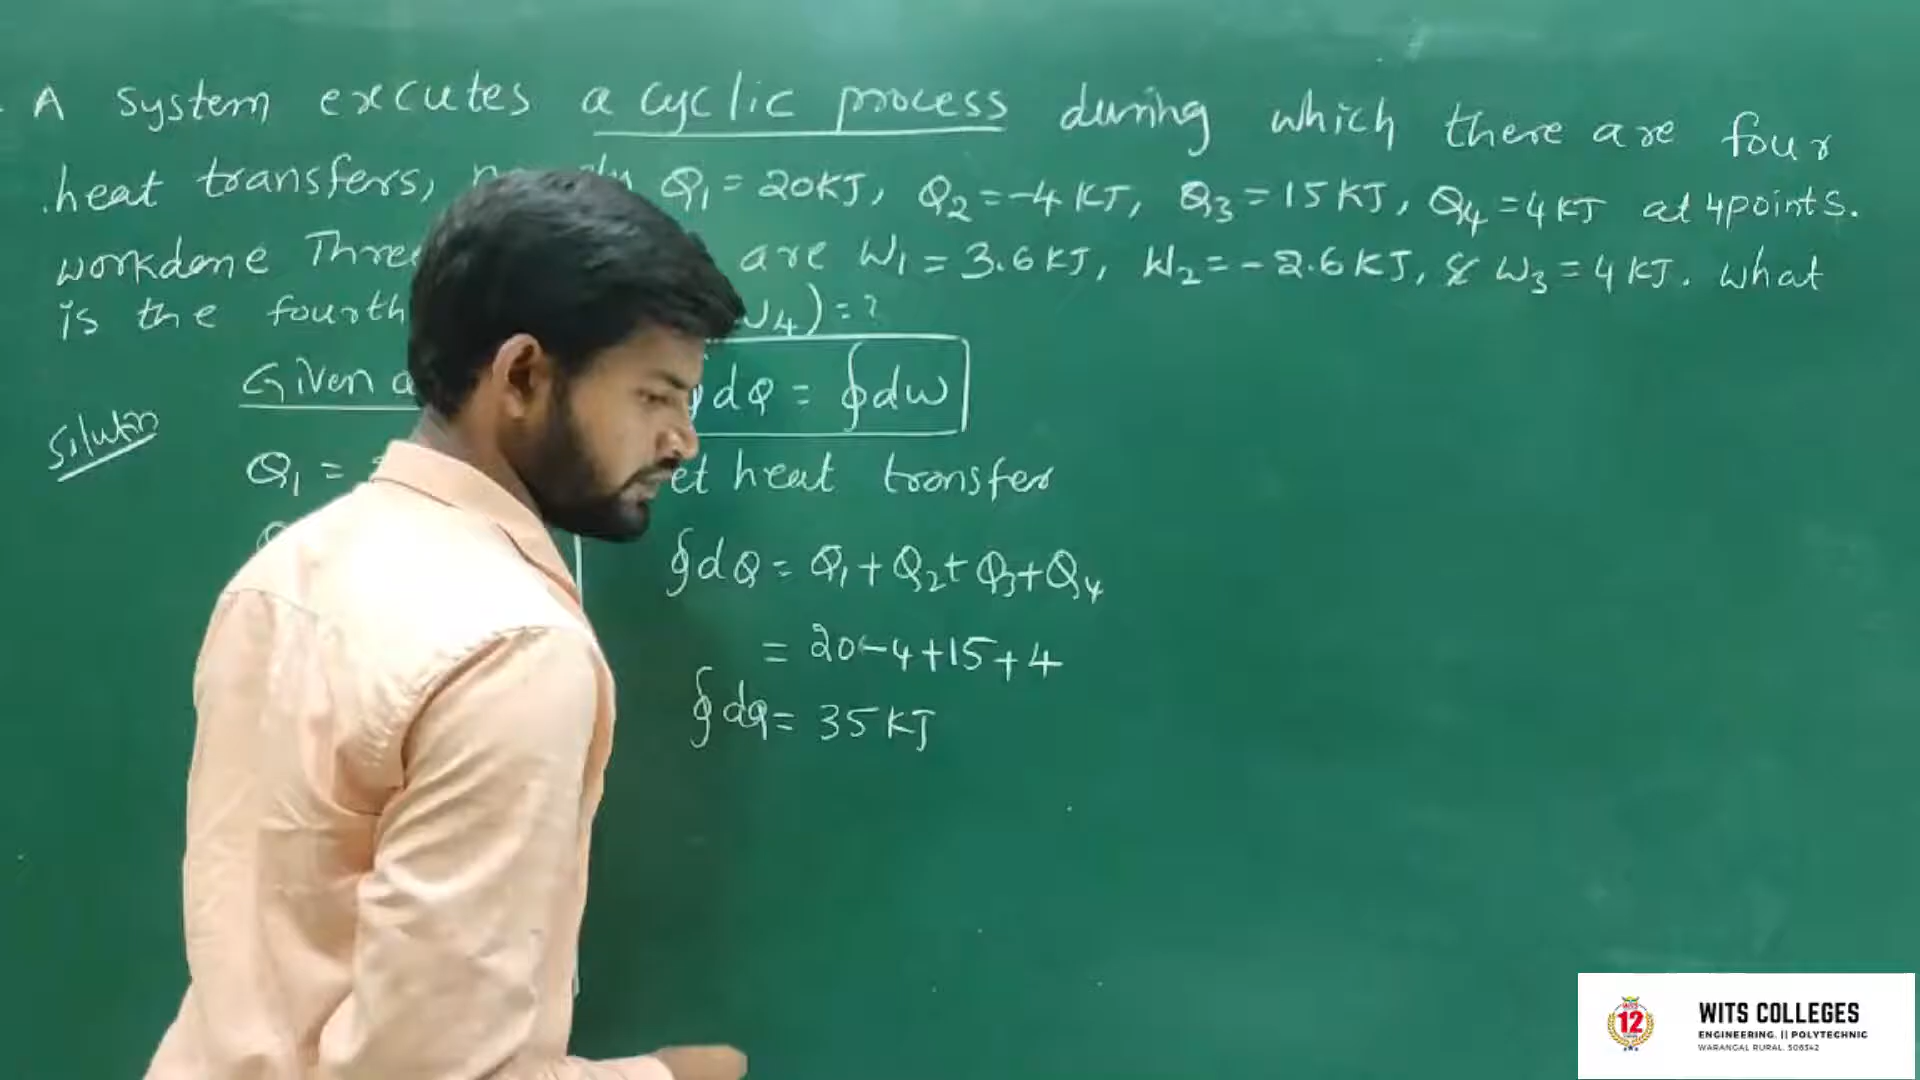 A system executes a cyclic process during which there are four
heat transfers, Q1 = 20KJ, Q2 = -4 KJ, Q3 = 15 KJ, Q4 = 4 KJ at 4points.
workdone Three are W1 = 3.6 KJ, W2 = -2.6 KJ, & W3 = 4 KJ. what
is the fourth 4) = ?
Given
dQ = ∮dw
Solution
Q1 =
heat transfer
∮dQ = Q1 + Q2 + Q3 + Q4
= 20-4+15+4
∮dQ = 35 KJ
12
WITS COLLEGES
ENGINEERING. || POLYTECHNIC
WARANGAL RURAL. 506342